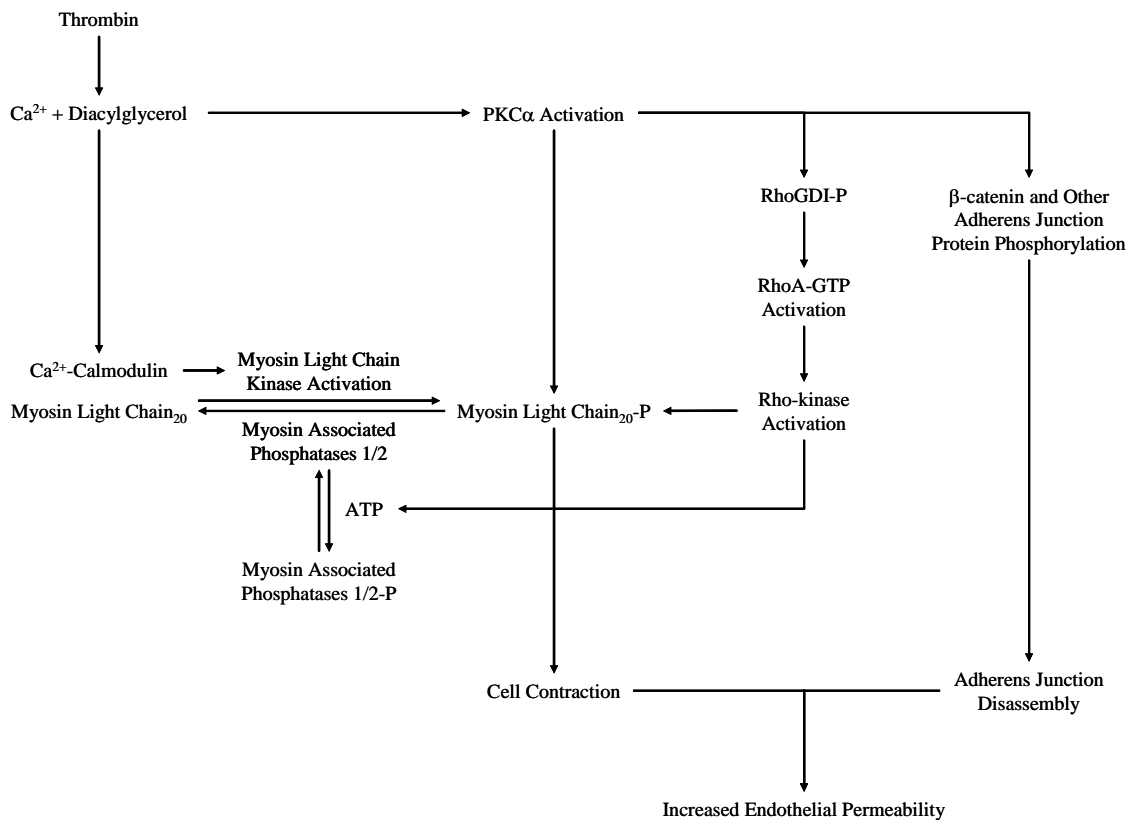 Thrombin
Ca²⁺ + Diacylglycerol
PKCα Activation
RhoGDI-P
β-catenin and Other
Adherens Junction
Protein Phosphorylation
RhoA-GTP
Activation
Ca²⁺-Calmodulin
Myosin Light Chain
Kinase Activation
Myosin Light Chain₂₀
Myosin Light Chain₂₀-P
Rho-kinase
Activation
Myosin Associated
Phosphatases 1/2
ATP
Myosin Associated
Phosphatases 1/2-P
Cell Contraction
Adherens Junction
Disassembly
Increased Endothelial Permeability